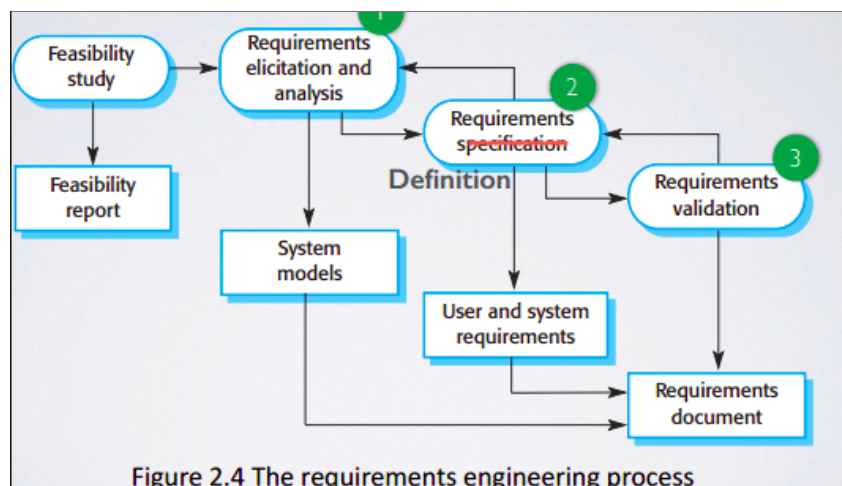 1
Feasibility
study
Requirements
elicitation and
analysis
2
Requirements
specification
Definition
3
Requirements
validation
Feasibility
report
System
models
User and system
requirements
Requirements
document
Figure 2.4 The requirements engineering process